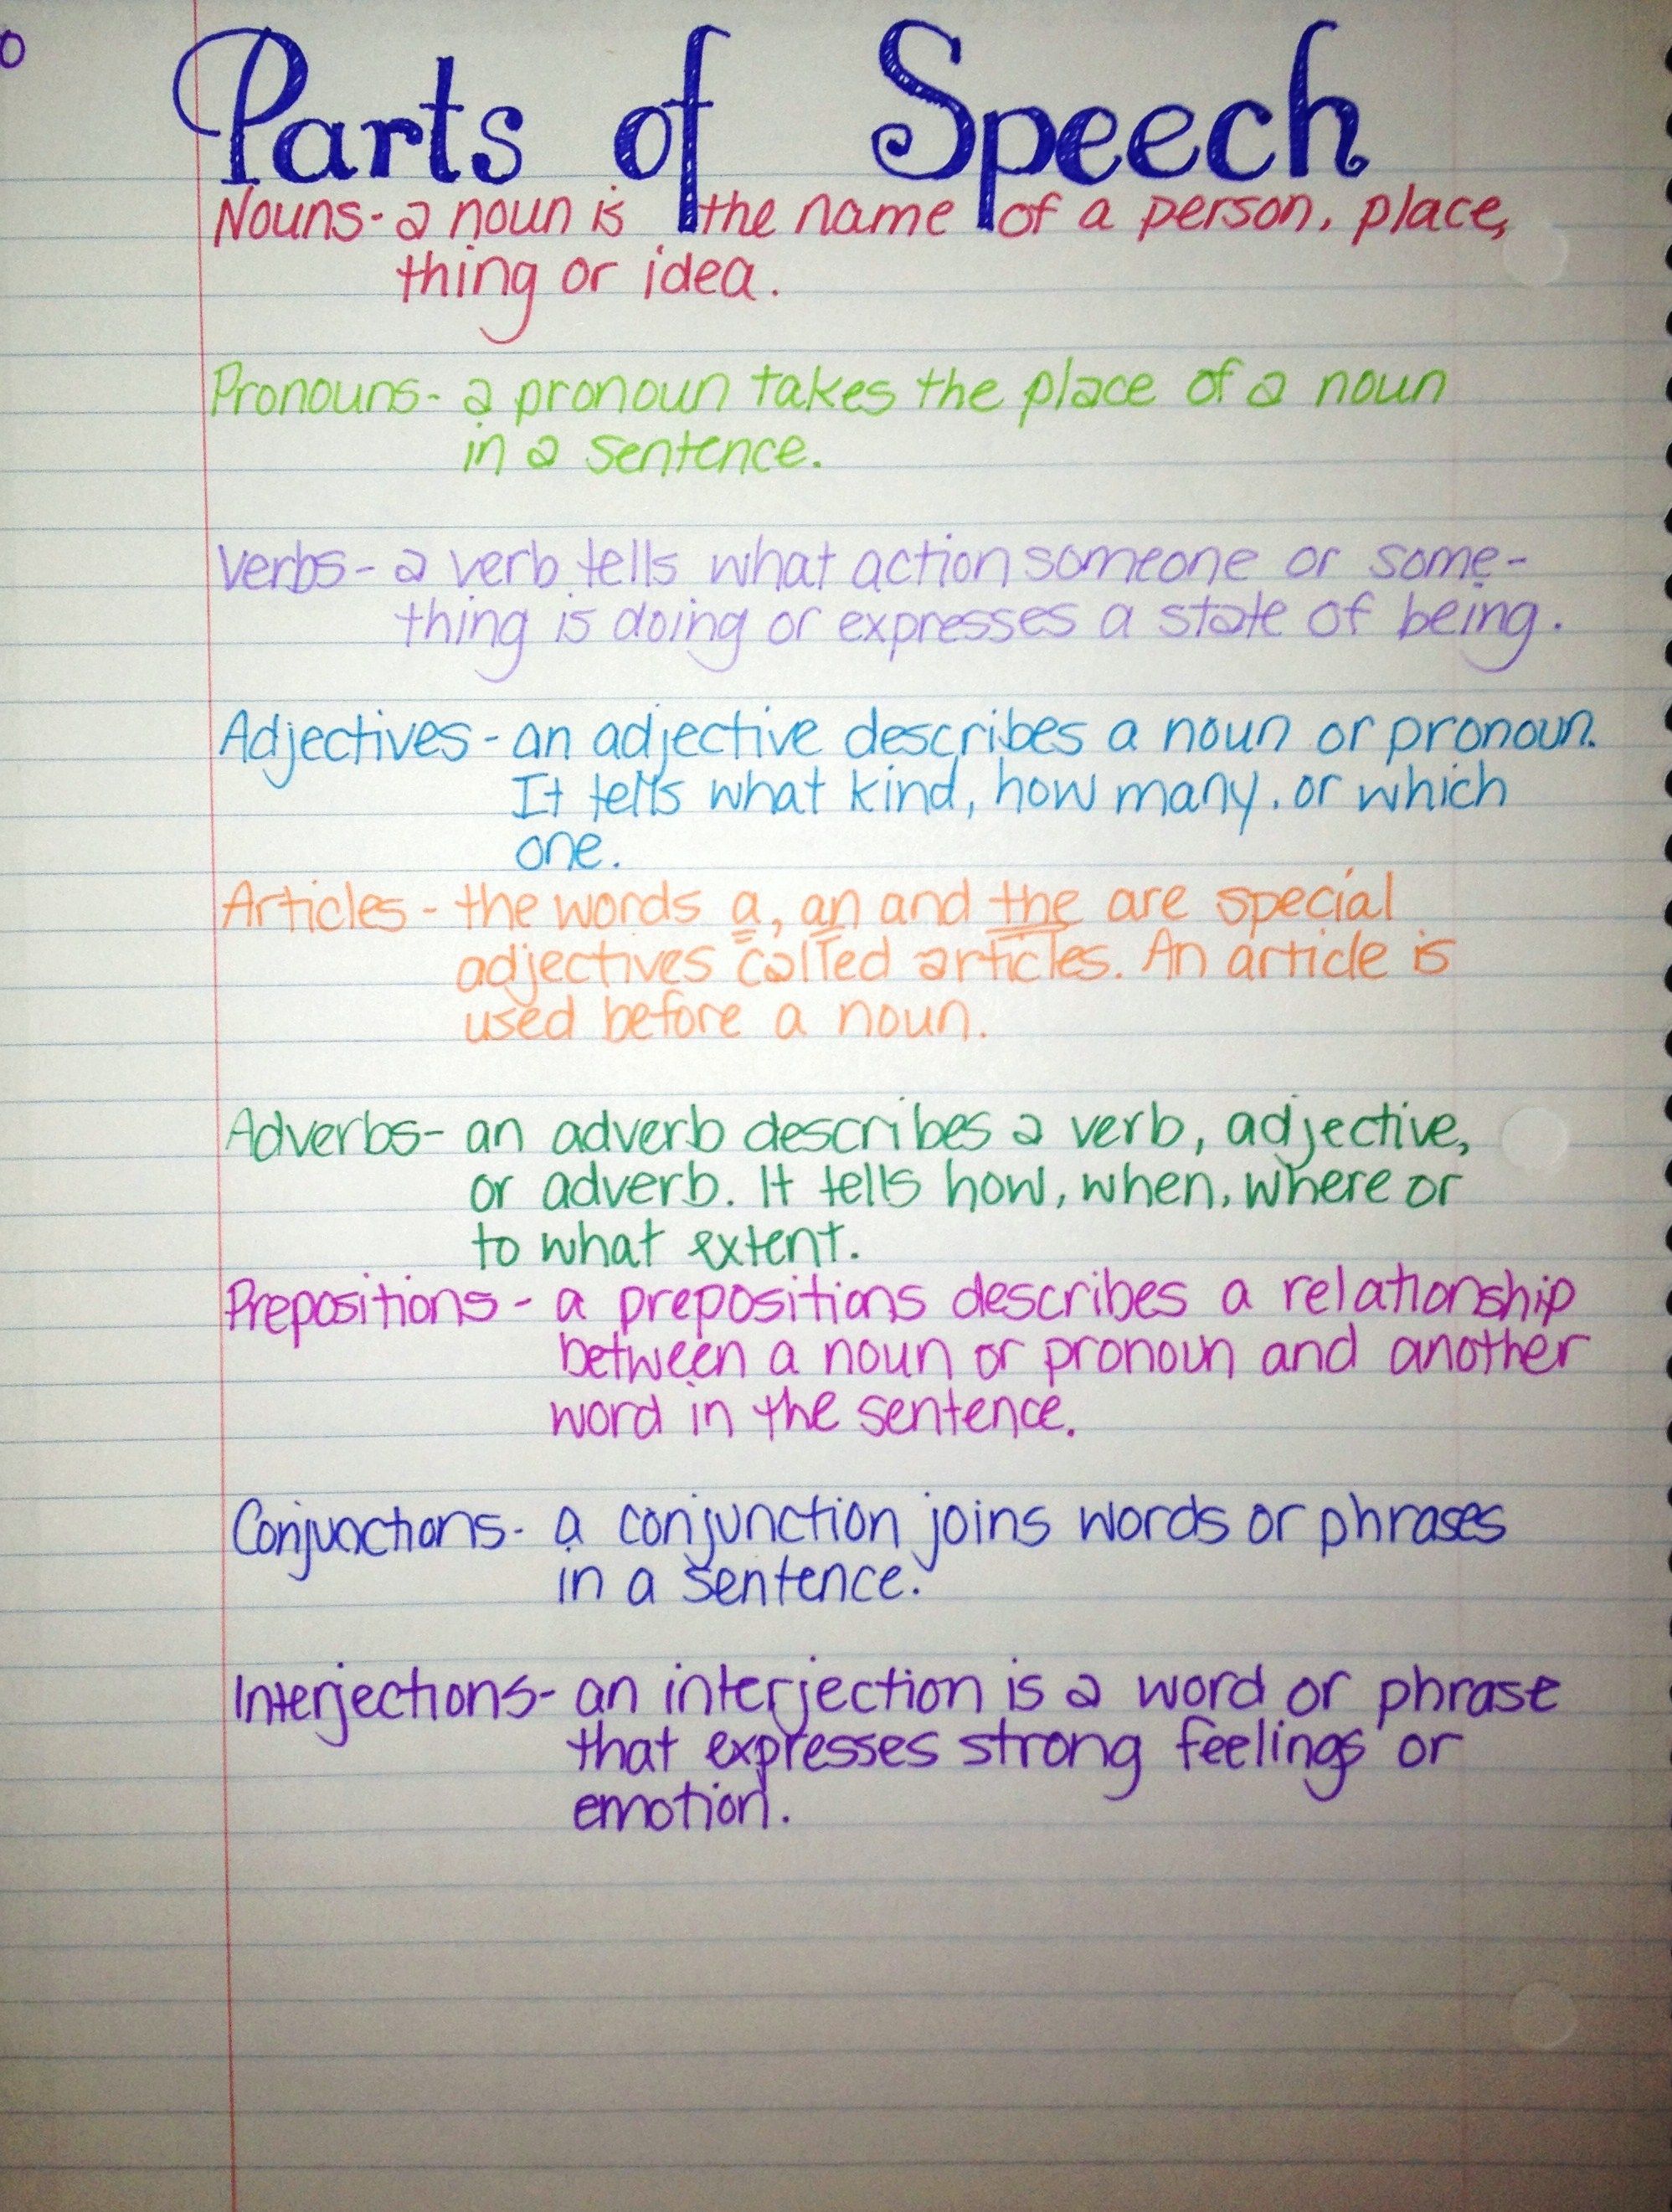 Parts of Speech
Nouns- a noun is the name of a person, place,
thing or idea.
Pronouns- a pronoun takes the place of a noun
in a sentence.
Verbs- a verb tells what action someone or some-
thing is doing or expresses a state of being.
Adjectives- an adjective describes a noun or pronoun.
It tells what kind, how many, or which
one.
Articles- the words a, an and the are special
adjectives called articles. An article is
used before a noun.
Adverbs- an adverb describes a verb, adjective,
or adverb. It tells how, when, where or
to what extent.
Prepositions- a prepositions describes a relationship
between a noun or pronoun and another
word in the sentence.
Conjunctions- a conjunction joins words or phrases
in a sentence.
Interjections- an interjection is a word or phrase
that expresses strong feelings or
emotion.